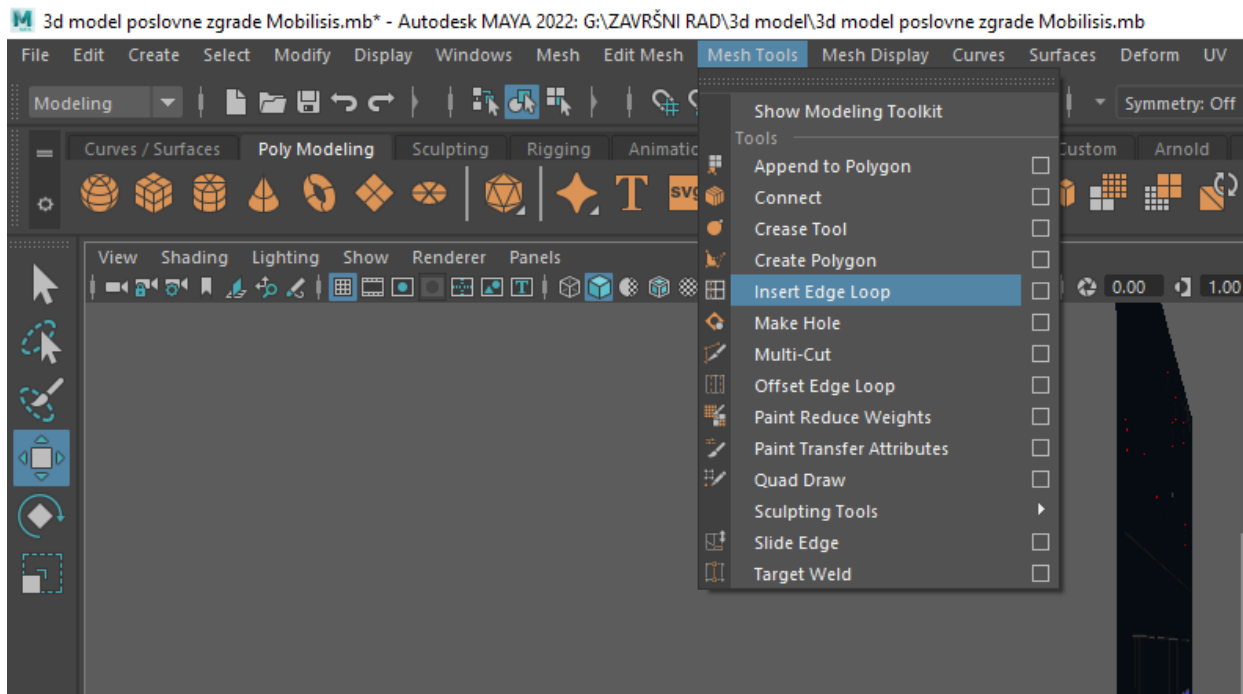 3d model poslovne zgrade Mobilisis.mb* - Autodesk MAYA 2022: G:\ZAVRŠNI RAD\3d model\3d model poslovne zgrade Mobilisis.mb
File Edit Create Select Modify Display Windows Mesh Edit Mesh Mesh Tools Mesh Display Curves Surfaces Deform UV
Modeling Symmetry: Off
Show Modeling Toolkit
Tools
Curves / Surfaces Poly Modeling Sculpting Rigging Animatic Custom Arnold
Append to Polygon
T svg
Connect
Crease Tool
View Shading Lighting Show Renderer Panels
Create Polygon
T 0.00 1.00
Insert Edge Loop
Make Hole
Multi-Cut
Offset Edge Loop
Paint Reduce Weights
Paint Transfer Attributes
Quad Draw
Sculpting Tools
Slide Edge
Target Weld